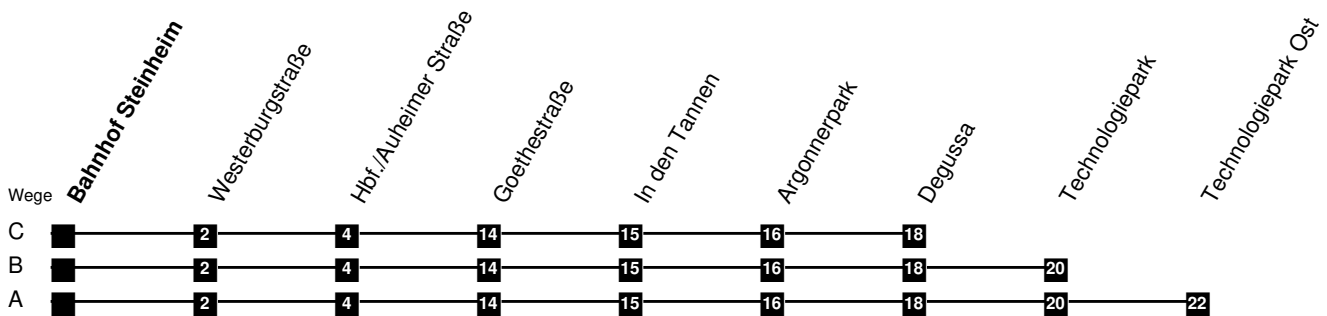 Bahnhof Steinheim
Westerburgstraße
Hbf./Auheimer Straße
Goethestraße
In den Tannen
Argonnerpark
Degussa
Technologiepark
Technologiepark Ost
Wege
C 2 4 14 15 16 18
B 2 4 14 15 16 18 20
A 2 4 14 15 16 18 20 22